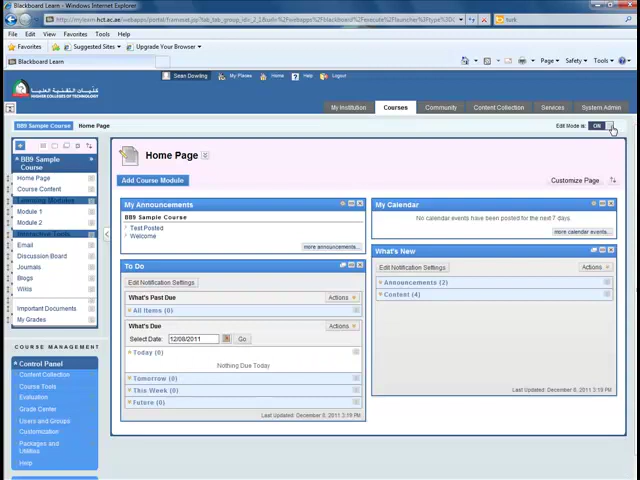 Blackboard Learn - Windows Internet Explorer
turk
File Edit View Favorites Tools Help
Favorites Suggested Sites Upgrade Your Browser
Blackboard Learn
Page Safety Tools
Sean Dowling My Places Home Help Logout
كليات التقنية العليا
HIGHER COLLEGES OF TECHNOLOGY
My Institution Courses Community Content Collection Services System Admin
BB9 Sample Course Home Page
Edit Mode is: ON
BB9 Sample
Course
Home Page
Course Content
Learning Modules
Module 1
Module 2
Interactive Tools
Email
Discussion Board
Journals
Blogs
Wikis
Important Documents
My Grades
COURSE MANAGEMENT
Control Panel
Content Collection
Course Tools
Evaluation
Grade Center
Users and Groups
Customization
Packages and
Utilities
Help
Home Page
Add Course Module
Customize Page
My Announcements
BB9 Sample Course
Test Posted
Welcome
more announcements...
To Do
Edit Notification Settings
What's Past Due
Actions
All Items (0)
What's Due
Actions
Select Date: 12/08/2011 Go
Today (0)
Nothing Due Today
Tomorrow (0)
This Week (0)
Future (0)
Last Updated: December 8, 2011 3:19 PM
My Calendar
No calendar events have been posted for the next 7 days.
more calendar events...
What's New
Edit Notification Settings
Actions
Announcements (2)
Content (4)
Last Updated: December 8, 2011 3:19 PM